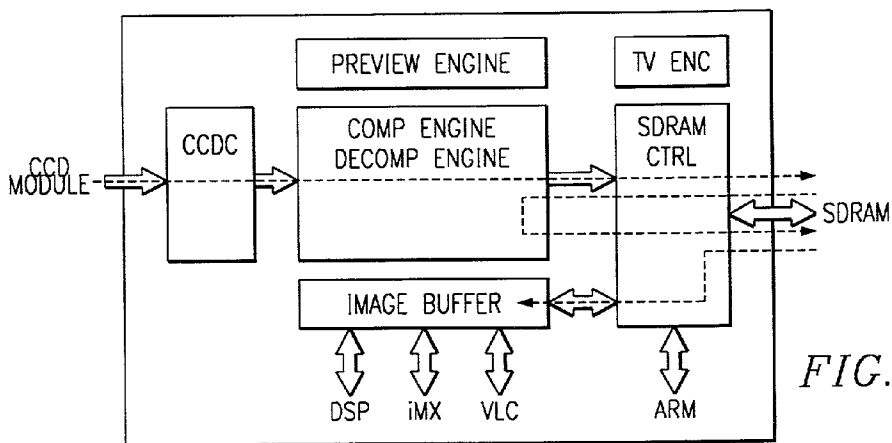 PREVIEW ENGINE
TV ENC
CCD
MODULE
CCDC
COMP ENGINE
DECOMP ENGINE
SDRAM
CTRL
SDRAM
IMAGE BUFFER
DSP
iMX
VLC
ARM
FIG.